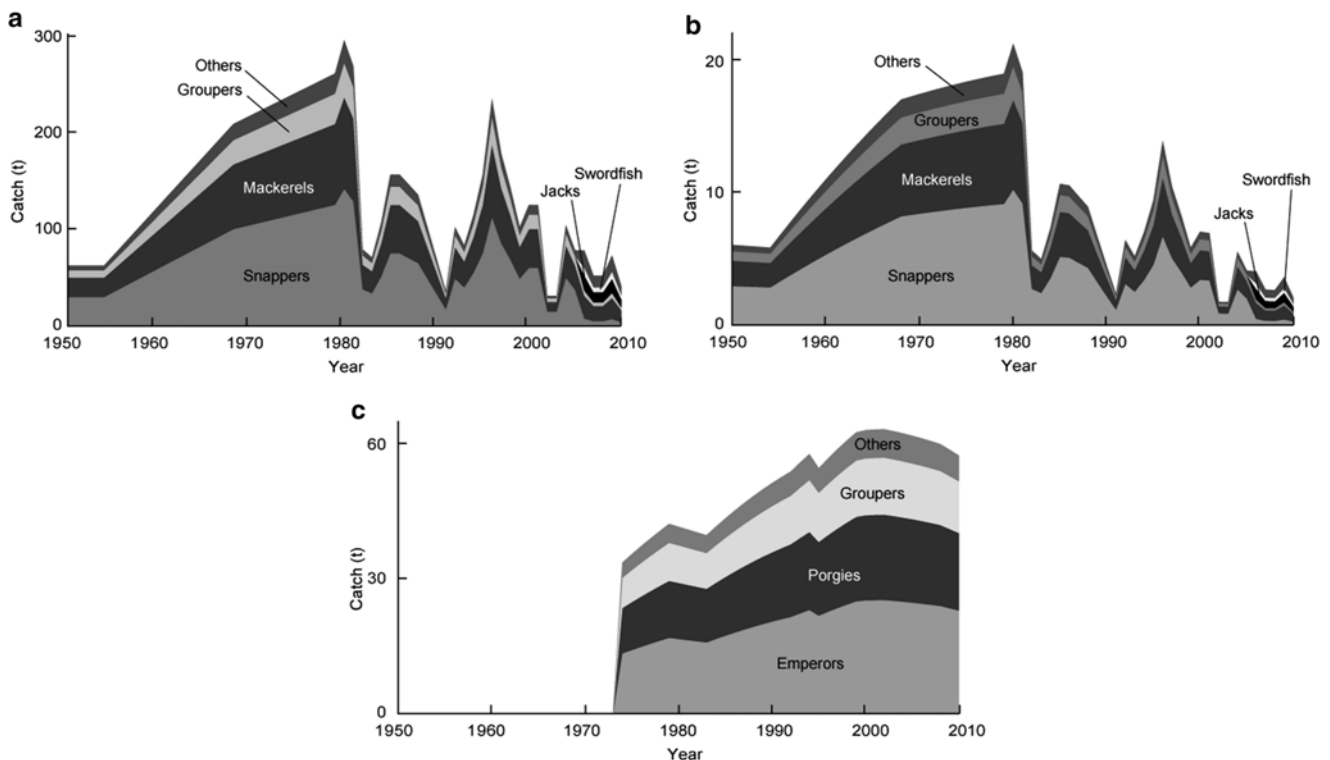 a
300
200
100
0
Catch (t)
Others
Groupers
Mackerels
Snappers
Jacks
Swordfish
1950 1960 1970 1980 1990 2000 2010
Year
b
20
10
0
Catch (t)
Others
Groupers
Mackerels
Snappers
Jacks
Swordfish
1950 1960 1970 1980 1990 2000 2010
Year
c
60
30
0
Catch (t)
Others
Groupers
Porgies
Emperors
1950 1960 1970 1980 1990 2000 2010
Year